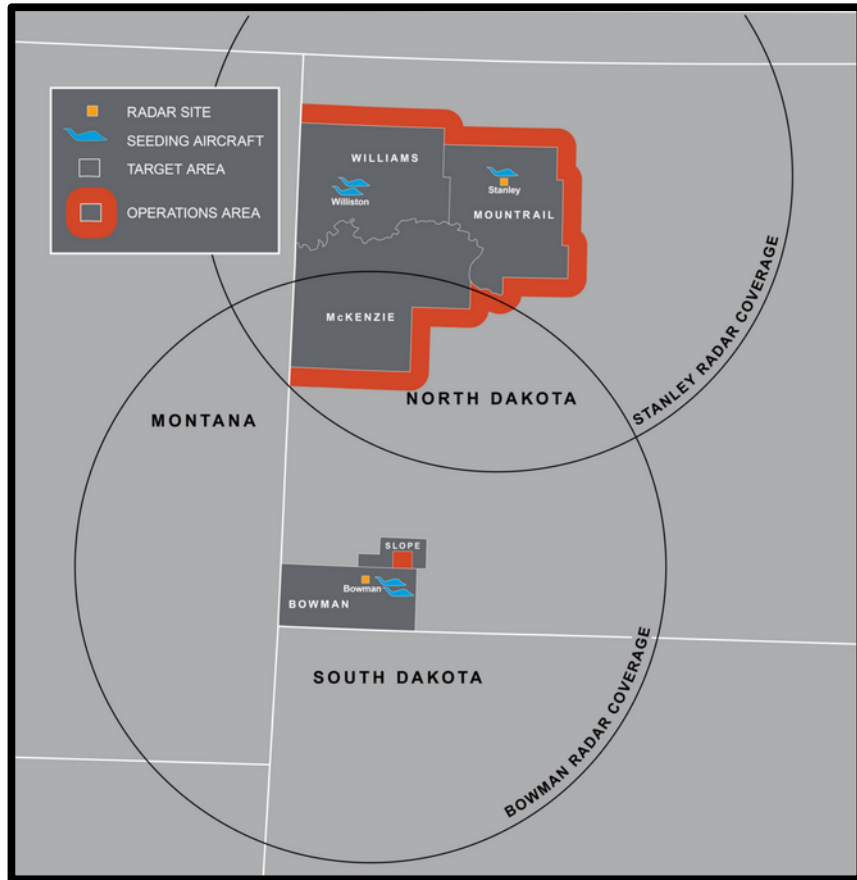 RADAR SITE
SEEDING AIRCRAFT
TARGET AREA
OPERATIONS AREA
WILLIAMS
Williston
Stanley
MOUNTRAIL
McKENZIE
STANLEY RADAR COVERAGE
NORTH DAKOTA
MONTANA
SLOPE
Bowman
BOWMAN
SOUTH DAKOTA
BOWMAN RADAR COVERAGE